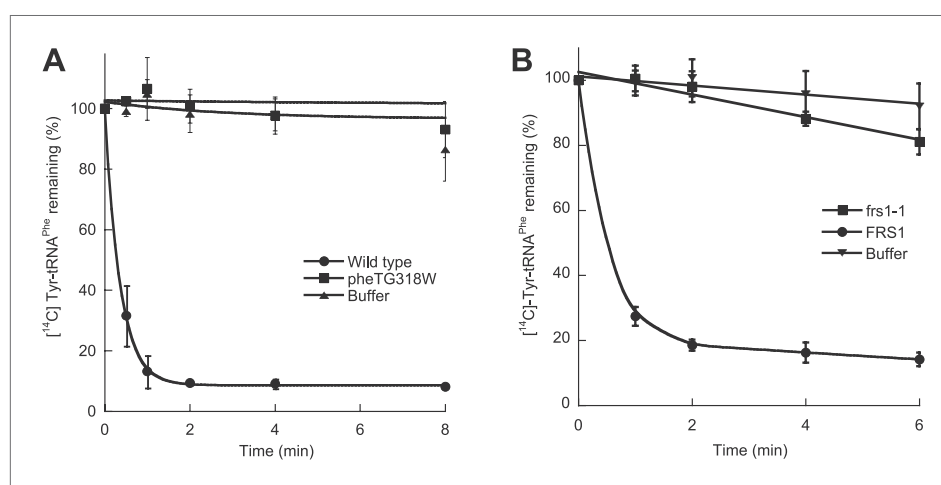 A
[¹⁴C] Tyr-tRNAᴾʰᵉ remaining (%)
100
80
60
40
20
0
Wild type
pheTG318W
Buffer
0 2 4 6 8
Time (min)
B
[¹⁴C]-Tyr-tRNAᴾʰᵉ remaining (%)
100
80
60
40
20
0
frs1-1
FRS1
Buffer
0 2 4 6
Time (min)